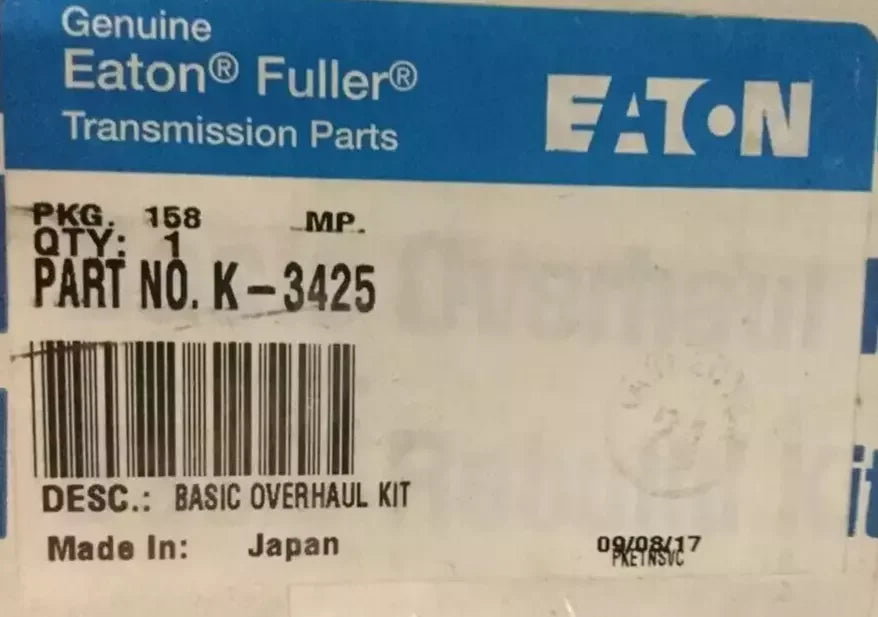 Genuine
Eaton® Fuller®
Transmission Parts
EATON
PKG. 158 MP.
QTY: 1
PART NO. K-3425
DESC.: BASIC OVERHAUL KIT
Made In: Japan
09/08/17
PKETNSVC